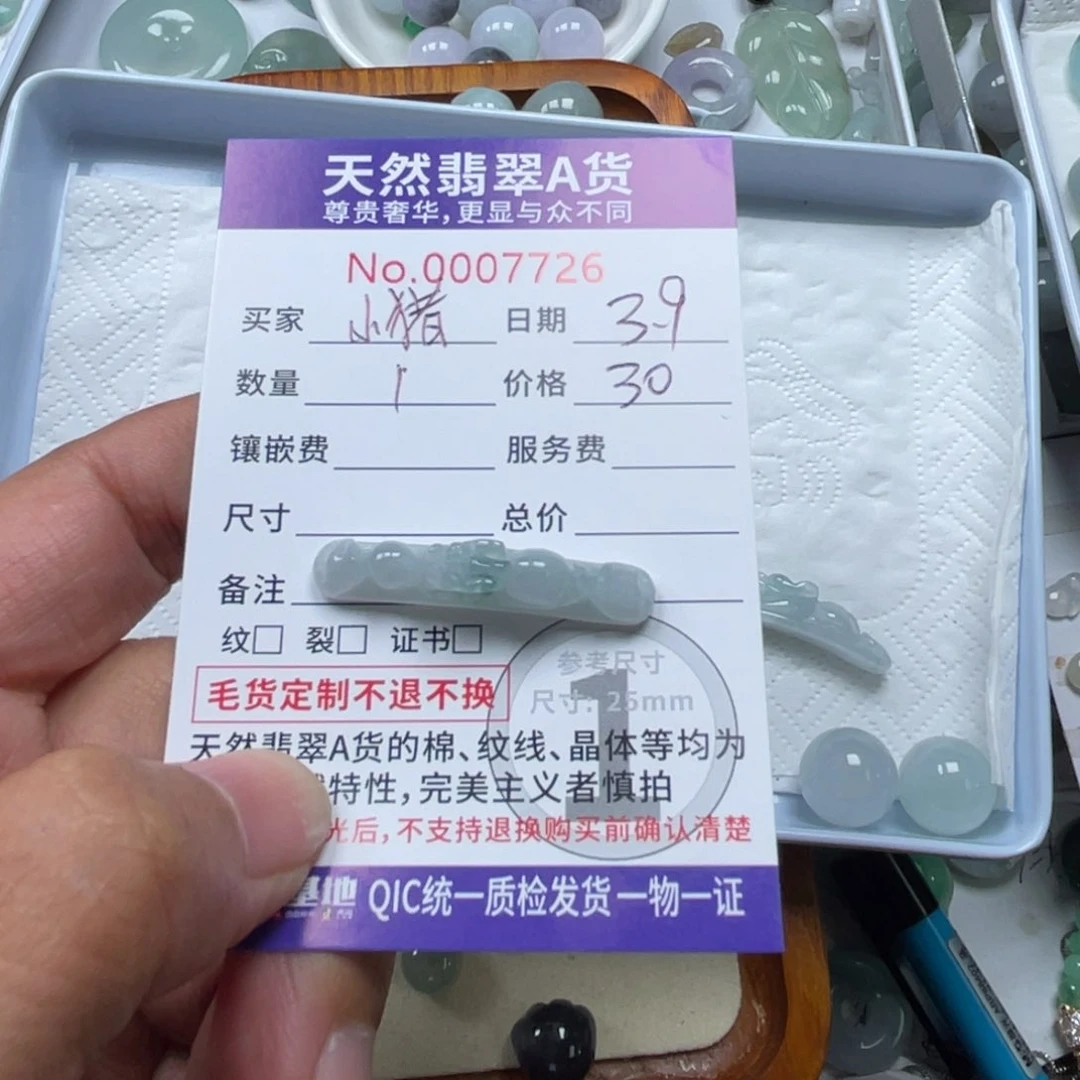 天然翡翠A货
尊贵奢华,更显与众不同
No.0007726
买家 小猪 日期 3.9
数量 1 价格 30
镶嵌费 服务费
尺寸 总价
备注
纹□ 裂□ 证书□
参考尺寸
尺寸: 25mm
1
毛货定制不退不换
天然翡翠A货的棉、纹线、晶体等均为
特性,完美主义者慎拍
光后,不支持退换购买前确认清楚
基地 QIC统一质检发货一物一证